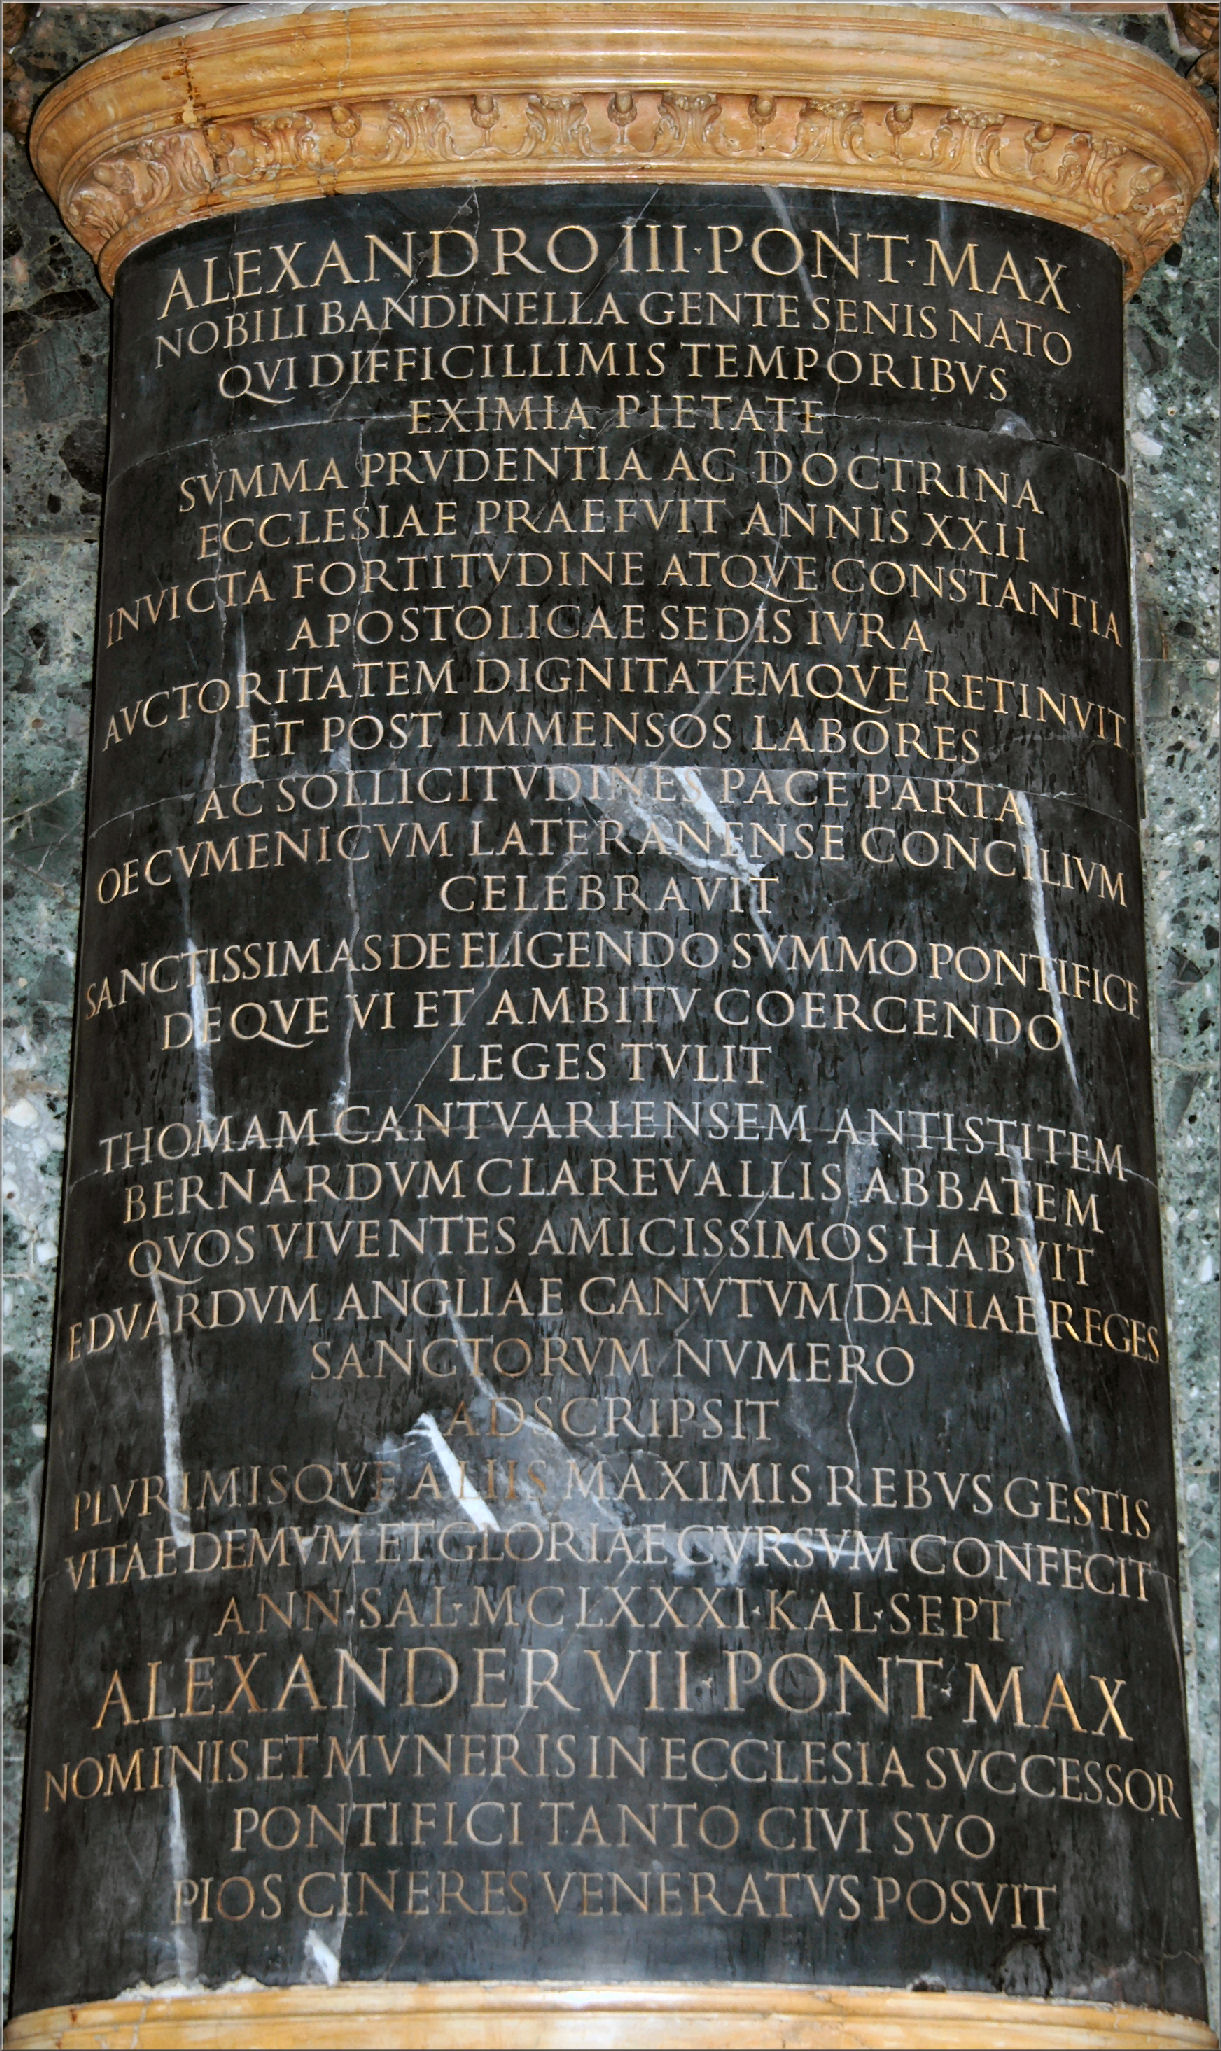 ALEXANDRO III·PONT·MAX
NOBILI BANDINELLA GENTE SENIS NATO
QVI DIFFICILLIMIS TEMPORIBVS
EXIMIA PIETATE
SVMMA PRVDENTIA AC DOCTRINA
ECCLESIAE PRAEFVIT ANNIS XXII
INVICTA FORTITVDINE ATQVE CONSTANTIA
APOSTOLICAE SEDIS IVRA
AVCTORITATEM DIGNITATEMQVE RETINVIT
ET POST IMMENSOS LABORES
AC SOLLICITVDINES PACE PARTA
OECVMENICVM LATERANENSE CONCILIVM
CELEBRAVIT
SANCTISSIMAS DE ELIGENDO SVMMO PONTIFICE
DEQVE VI ET AMBITV COERCENDO
LEGES TVLIT
THOMAM CANTVARIENSEM ANTISTITEM
BERNARDVM CLAREVALLIS ABBATEM
QVOS VIVENTES AMICISSIMOS HABVIT
EDVARDVM ANGLIAE CANVTVM DANIAE REGES
SANCTORVM NVMERO
ADSCRIPSIT
PLVRIMISQVE ALIIS MAXIMIS REBVS GESTIS
VITAE DEMVM ET GLORIAE CVRSVM CONFECIT
ANN·SAL·MCLXXXI·KAL·SEPT
ALEXANDER VII·PONT·MAX
NOMINIS ET MVNERIS IN ECCLESIA SVCCESSOR
PONTIFICI TANTO CIVI SVO
PIOS CINERES VENERATVS POSVIT